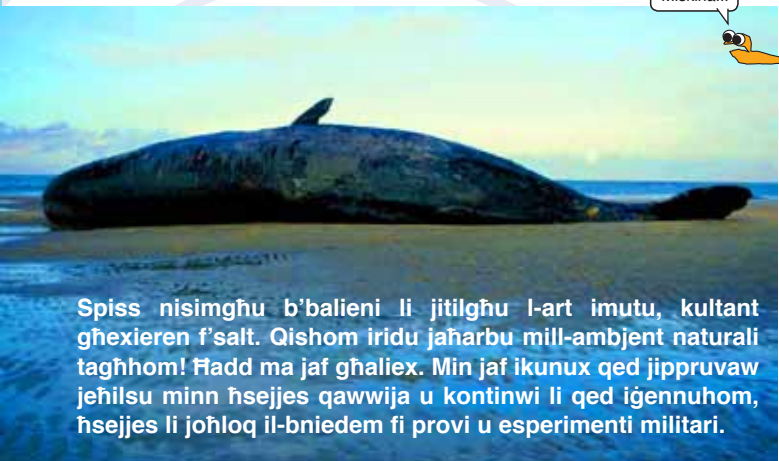 Spiss nisimgħu b'balieni li jitilgħu l-art imutu, kultant
għexieren f'salt. Qishom iridu jaħarbu mill-ambjent naturali
tagħhom! Ħadd ma jaf għaliex. Min jaf ikunux qed jippruvaw
jeħilsu minn ħsejjes qawwija u kontinwi li qed iġennuhom,
ħsejjes li joħloq il-bniedem fi provi u esperimenti militari.